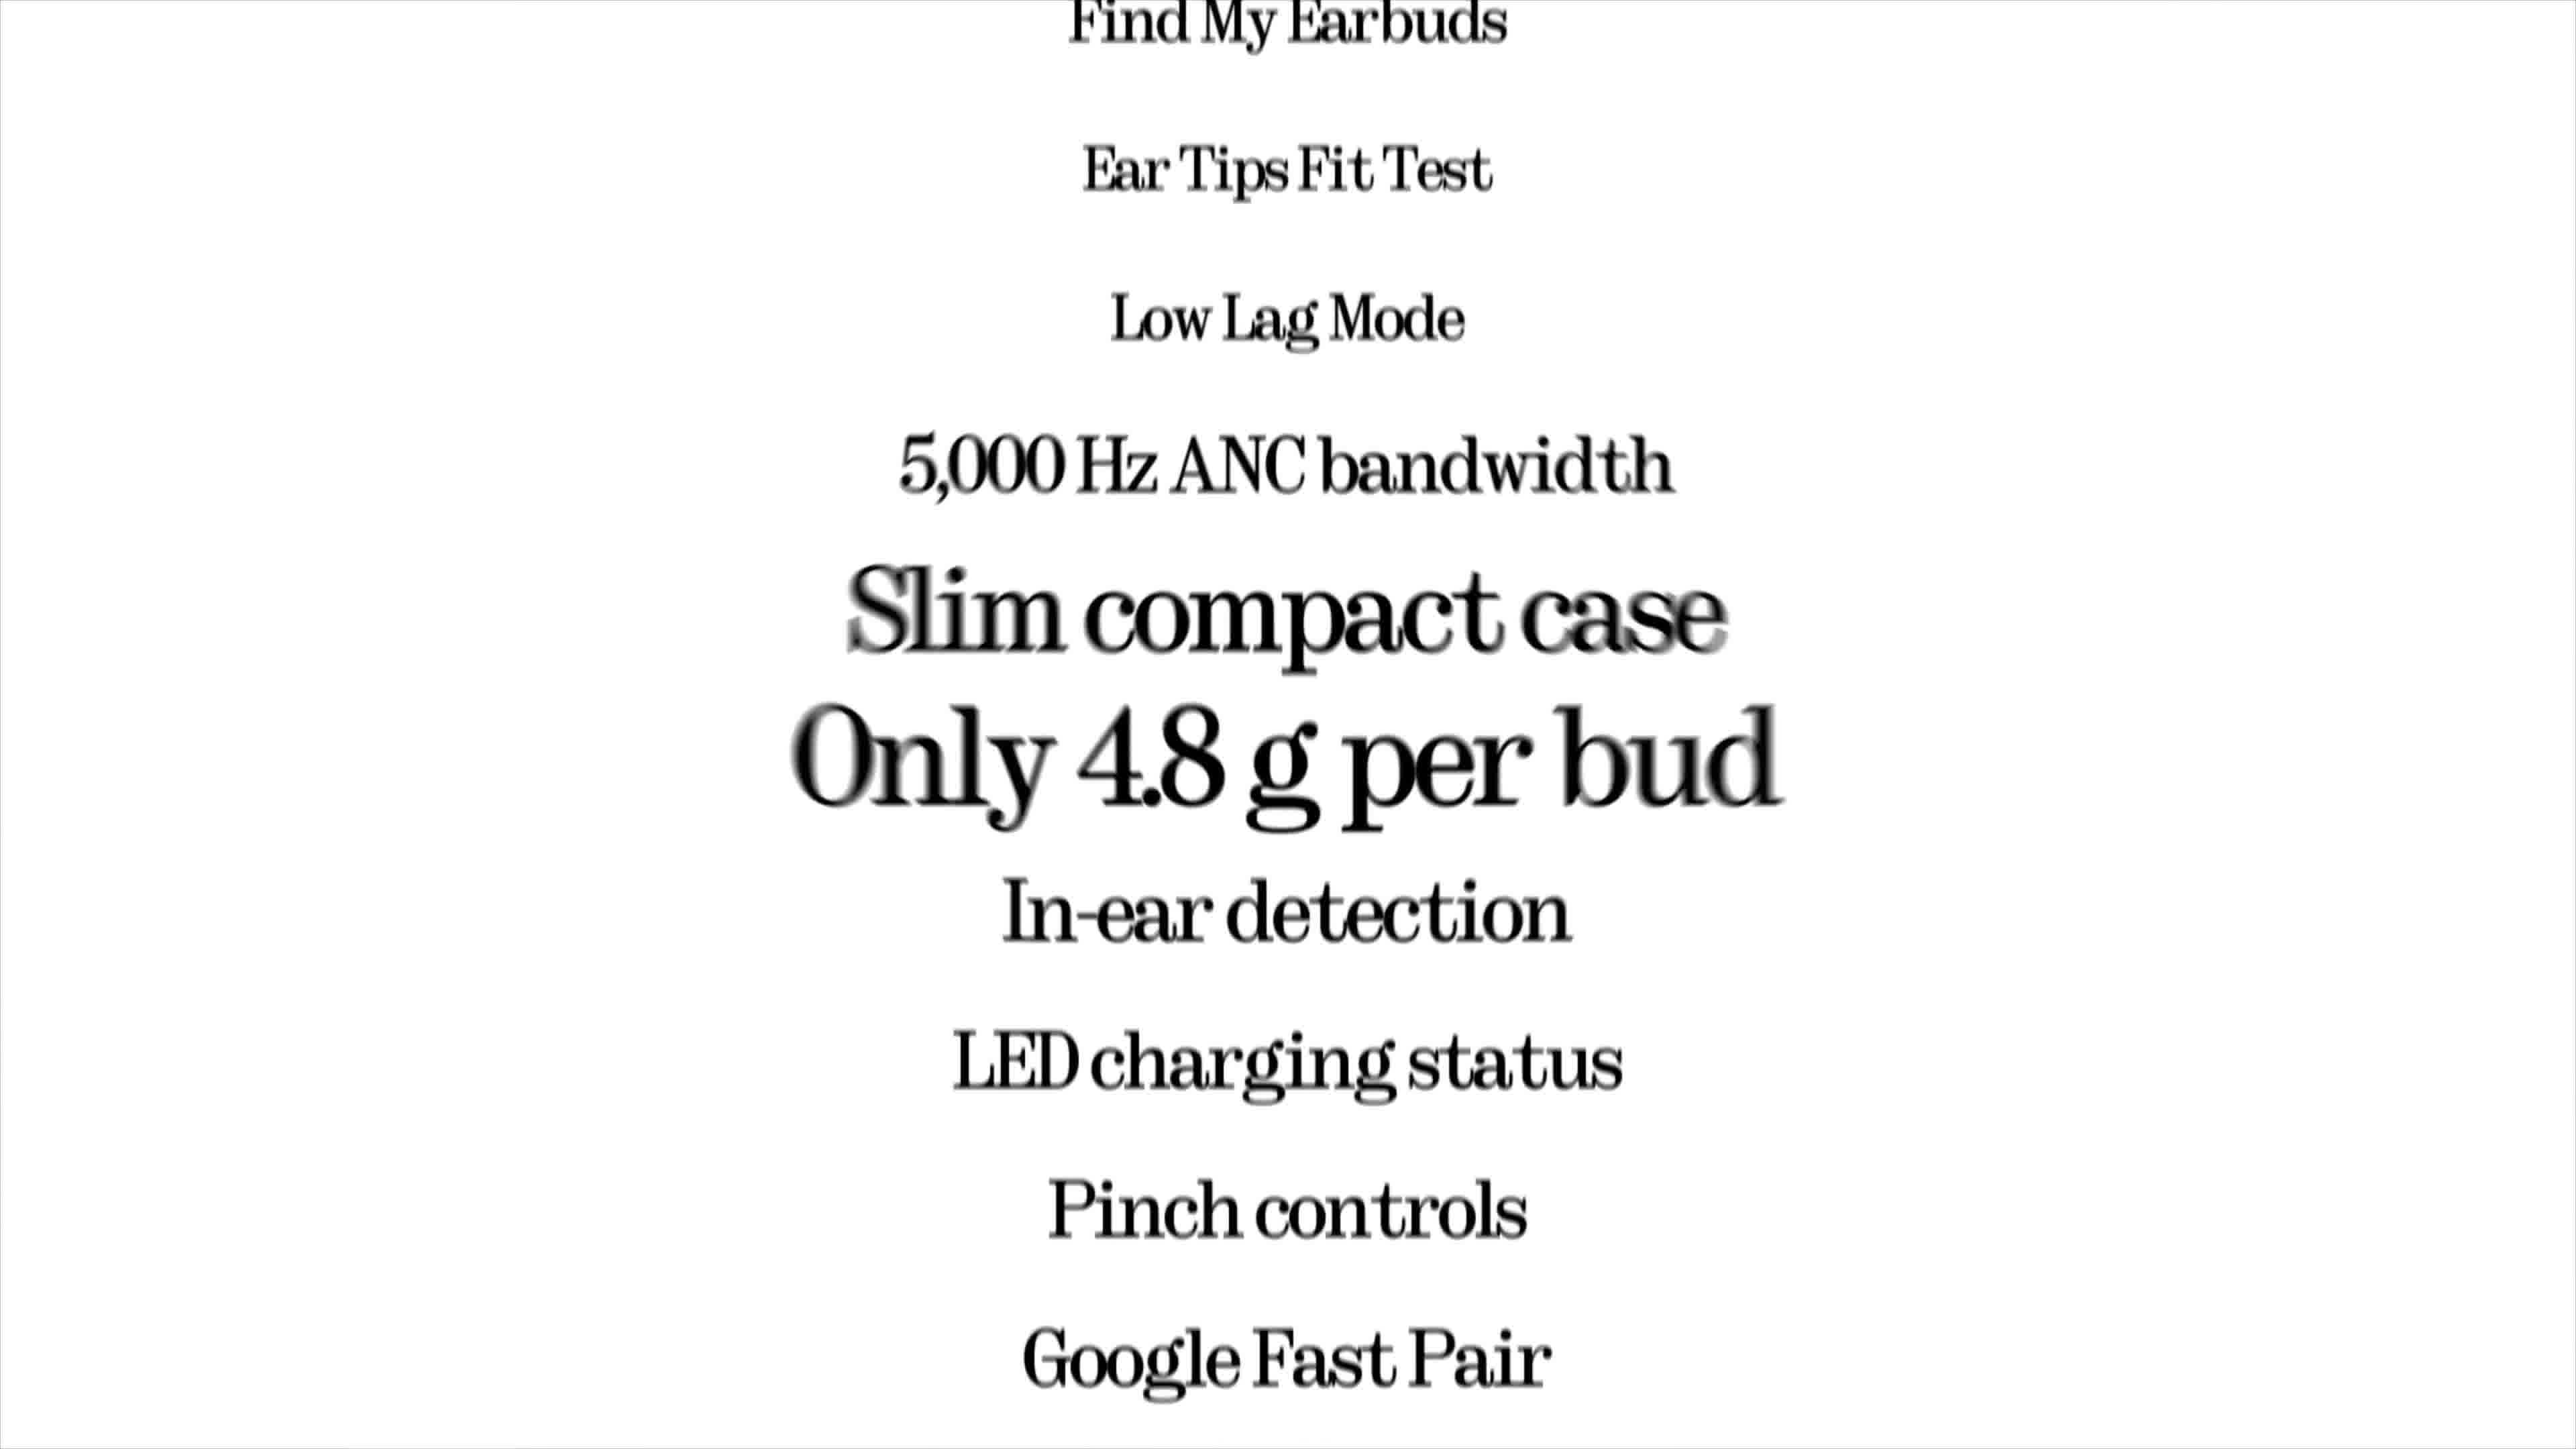 Find My Earbuds
Ear Tips Fit Test
Low Lag Mode
5,000 Hz ANC bandwidth
Slim compact case
Only 4.8 g per bud
In-ear detection
LED charging status
Pinch controls
Google Fast Pair